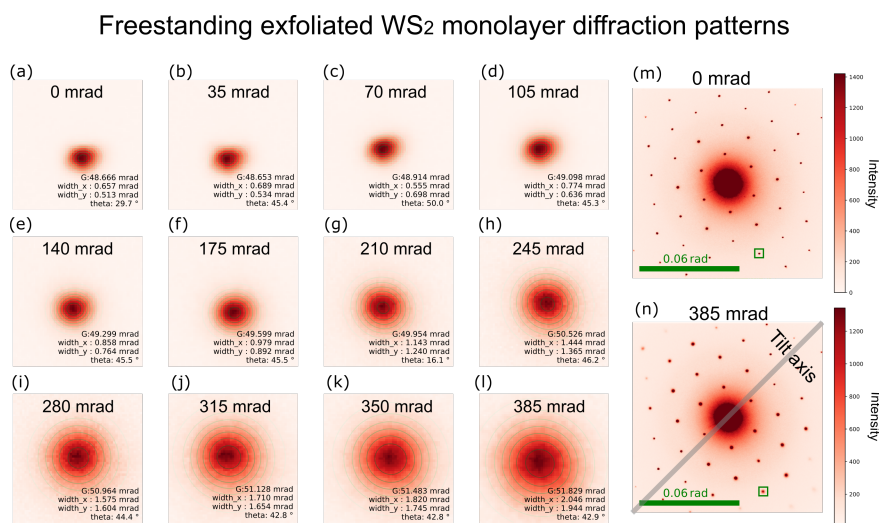 Freestanding exfoliated WS2 monolayer diffraction patterns
(a)
0 mrad
G:48.666 mrad
width_x : 0.657 mrad
width_y : 0.513 mrad
theta: 29.7 °
(b)
35 mrad
G:48.653 mrad
width_x : 0.689 mrad
width_y : 0.534 mrad
theta: 45.4 °
(c)
70 mrad
G:48.914 mrad
width_x : 0.555 mrad
width_y : 0.698 mrad
theta: 50.0 °
(d)
105 mrad
G:49.098 mrad
width_x : 0.774 mrad
width_y : 0.636 mrad
theta: 45.3 °
(e)
140 mrad
G:49.299 mrad
width_x : 0.858 mrad
width_y : 0.764 mrad
theta: 45.5 °
(f)
175 mrad
G:49.599 mrad
width_x : 0.979 mrad
width_y : 0.892 mrad
theta: 45.5 °
(g)
210 mrad
G:49.954 mrad
width_x : 1.143 mrad
width_y : 1.240 mrad
theta: 16.1 °
(h)
245 mrad
G:50.526 mrad
width_x : 1.444 mrad
width_y : 1.365 mrad
theta: 46.2 °
(i)
280 mrad
G:50.964 mrad
width_x : 1.575 mrad
width_y : 1.604 mrad
theta: 44.4 °
(j)
315 mrad
G:51.128 mrad
width_x : 1.710 mrad
width_y : 1.654 mrad
theta: 42.8 °
(k)
350 mrad
G:51.483 mrad
width_x : 1.820 mrad
width_y : 1.745 mrad
theta: 42.8 °
(l)
385 mrad
G:51.829 mrad
width_x : 2.046 mrad
width_y : 1.944 mrad
theta: 42.9 °
(m)
0 mrad
0.06 rad
1400
1200
1000
800
600
400
200
0
Intensity
(n)
385 mrad
Tilt axis
0.06 rad
1200
1000
800
600
400
200
Intensity